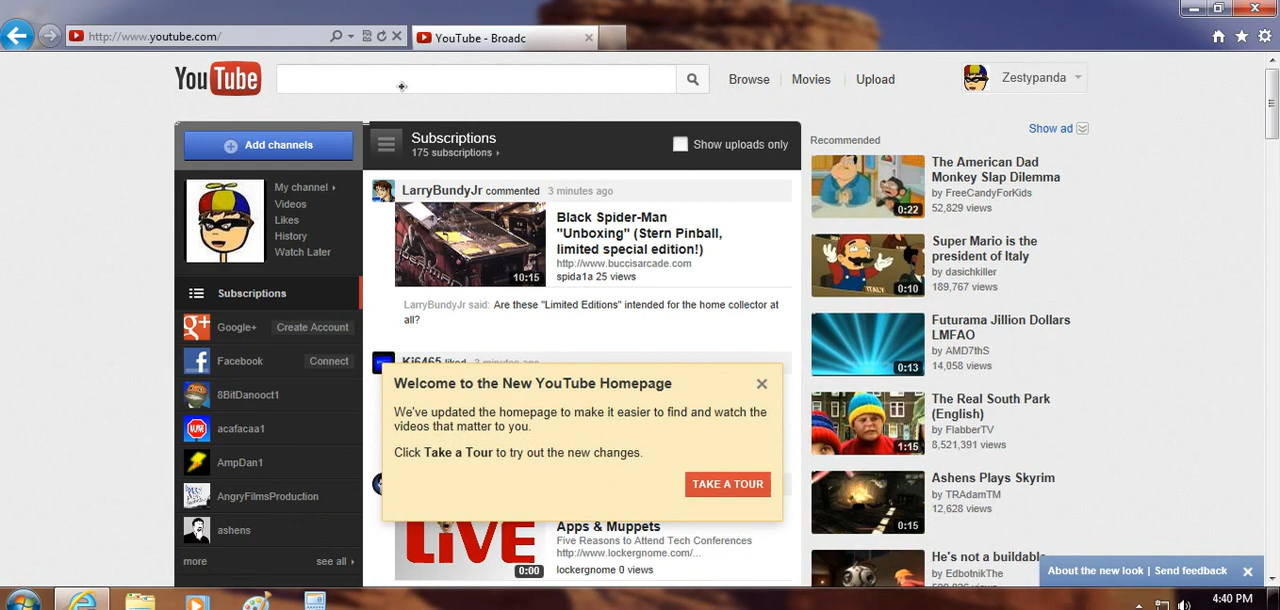 http://www.youtube.com/
YouTube - Broadc
YouTube
Browse
Movies
Upload
Zestypanda
Add channels
My channel
Videos
Likes
History
Watch Later
Subscriptions
Google+ Create Account
Facebook Connect
8BitDanooct1
acafacaa1
AmpDan1
AngryFilmsProduction
ashens
more see all
Subscriptions
175 subscriptions
Show uploads only
LarryBundyJr commented 3 minutes ago
10:15
Black Spider-Man
"Unboxing" (Stern Pinball,
limited special edition!)
http://www.buccisarcade.com
spida1a 25 views
LarryBundyJr said: Are these "Limited Editions" intended for the home collector at
all?
Ki6465 liked 3 minutes ago
Welcome to the New YouTube Homepage
We've updated the homepage to make it easier to find and watch the
videos that matter to you.
Click Take a Tour to try out the new changes.
TAKE A TOUR
LIVE
0:00
Apps & Muppets
Five Reasons to Attend Tech Conferences
http://www.lockergnome.com/...
lockergnome 0 views
Show ad
Recommended
0:22
The American Dad
Monkey Slap Dilemma
by FreeCandyForKids
52,829 views
ITALY
0:10
Super Mario is the
president of Italy
by dasichkiller
189,767 views
0:13
Futurama Jillion Dollars
LMFAO
by AMD7thS
14,058 views
1:15
The Real South Park
(English)
by FlabberTV
8,521,391 views
0:15
Ashens Plays Skyrim
by TRAdamTM
12,628 views
He's not a buildable..
by EdbotnikThe
About the new look | Send feedback
4:40 PM